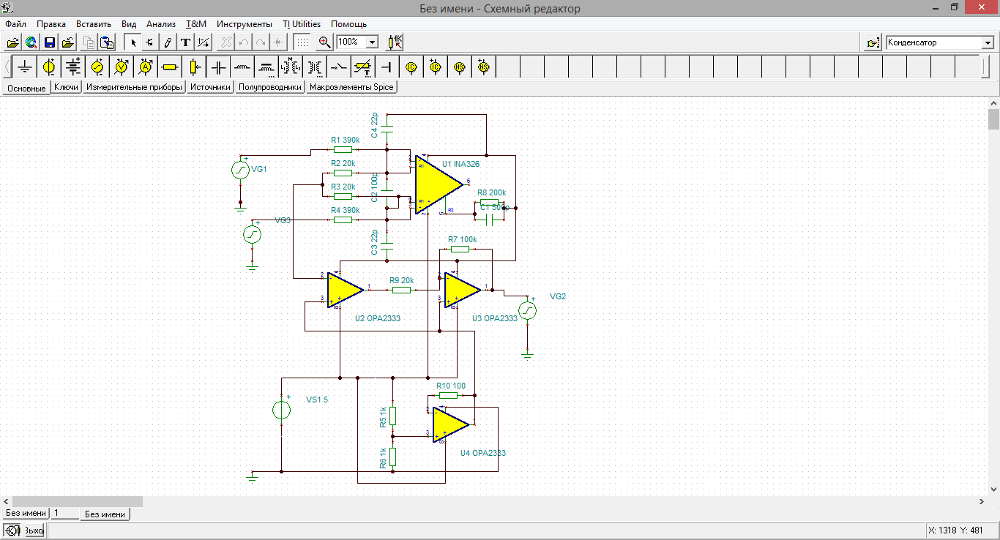 Без имени - Схемный редактор
Файл Правка Вставить Вид Анализ T&M Инструменты TI Utilities Помощь
100%
Конденсатор
Основные Ключи Измерительные приборы Источники Полупроводники Макроэлементы Spice
C4 22p
R1 390k
VG1
R2 20k
U1 INA326
C2 100p
R3 20k
R8 200k
C1 500p
VG3
R4 390k
C3 22p
R7 100k
R9 20k
VG2
U2 OPA2333
U3 OPA2333
R10 100
VS1 5
R5 1k
R6 1k
U4 OPA2333
Без имени 1 Без имени
Выхо
X: 1318 Y: 481